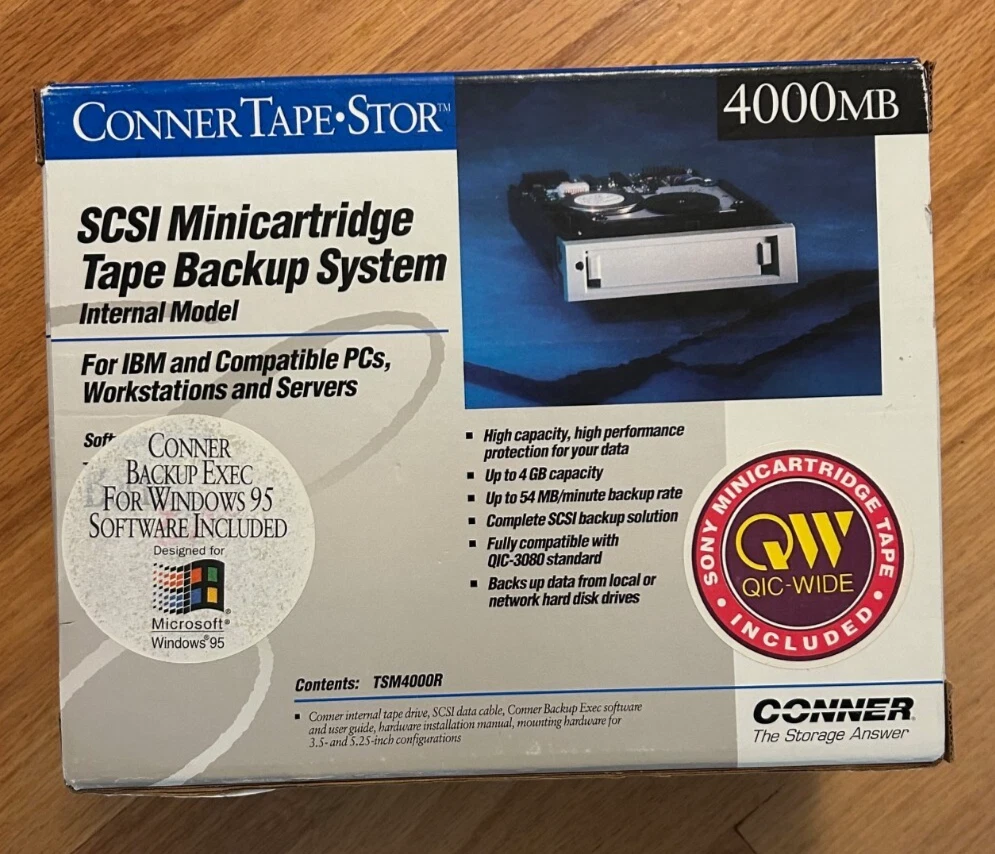 CONNER TAPE•STOR™
4000MB
SCSI Minicartridge
Tape Backup System
Internal Model
For IBM and Compatible PCs,
Workstations and Servers
CONNER
BACKUP EXEC
FOR WINDOWS 95
SOFTWARE INCLUDED
Designed for
Microsoft®
Windows®95
▪ High capacity, high performance
protection for your data
▪ Up to 4 GB capacity
▪ Up to 54 MB/minute backup rate
▪ Complete SCSI backup solution
▪ Fully compatible with
QIC-3080 standard
▪ Backs up data from local or
network hard disk drives
SONY MINICARTRIDGE TAPE
QW
QIC-WIDE
• INCLUDED •
Contents: TSM4000R
▪ Conner internal tape drive, SCSI data cable, Conner Backup Exec software
and user guide, hardware installation manual, mounting hardware for
3.5- and 5.25-inch configurations
CONNER®
The Storage Answer